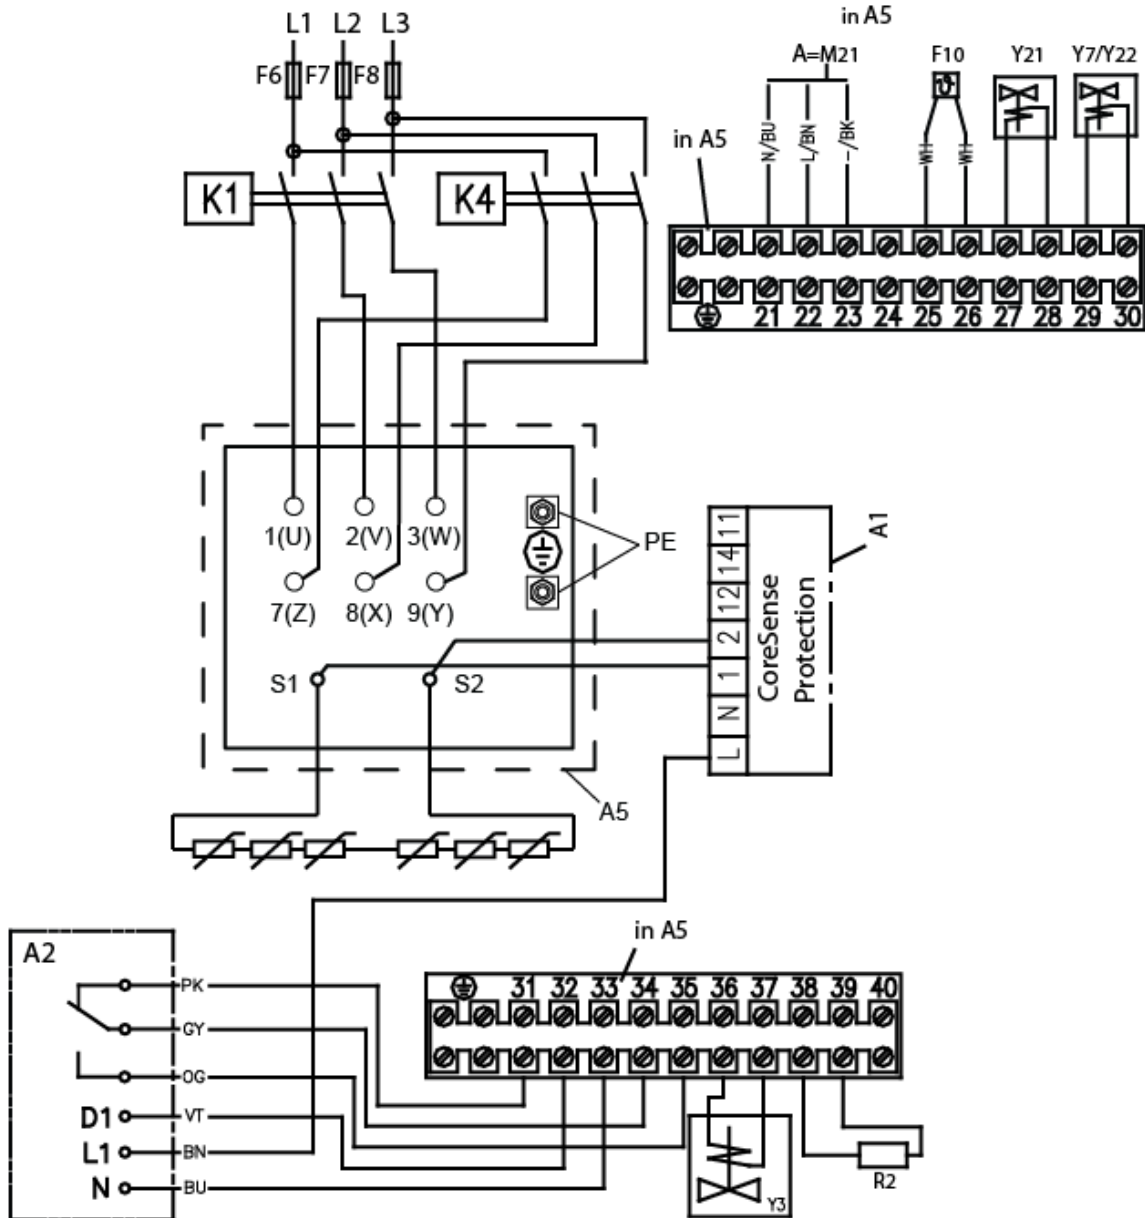 L1 L2 L3
in A5
F6 F7 F8
A=M21
F10
Y21
Y7/Y22
ϑ
N/BU
L/BN
-/BK
WH
WH
in A5
K1
K4
21 22 23 24 25 26 27 28 29 30
1(U) 2(V) 3(W)
PE
7(Z) 8(X) 9(Y)
A1
11
14
12
2
1
N
L
CoreSense
Protection
S1
S2
A5
in A5
A2
31 32 33 34 35 36 37 38 39 40
PK
GY
OG
D1 VT
L1 BN
N BU
Y3
R2